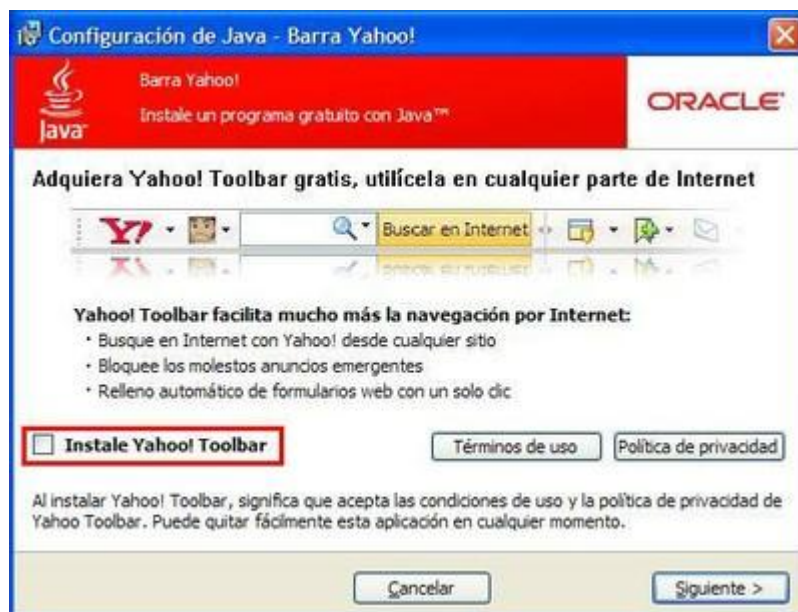 Configuración de Java - Barra Yahoo!
Barra Yahoo!
Instale un programa gratuito con Java™
Java
ORACLE
Adquiera Yahoo! Toolbar gratis, utilícela en cualquier parte de Internet
Y! Buscar en Internet
Yahoo! Toolbar facilita mucho más la navegación por Internet:
· Busque en Internet con Yahoo! desde cualquier sitio
· Bloquee los molestos anuncios emergentes
· Relleno automático de formularios web con un solo clic
Instale Yahoo! Toolbar
Términos de uso
Política de privacidad
Al instalar Yahoo! Toolbar, significa que acepta las condiciones de uso y la política de privacidad de
Yahoo Toolbar. Puede quitar fácilmente esta aplicación en cualquier momento.
Cancelar
Siguiente >